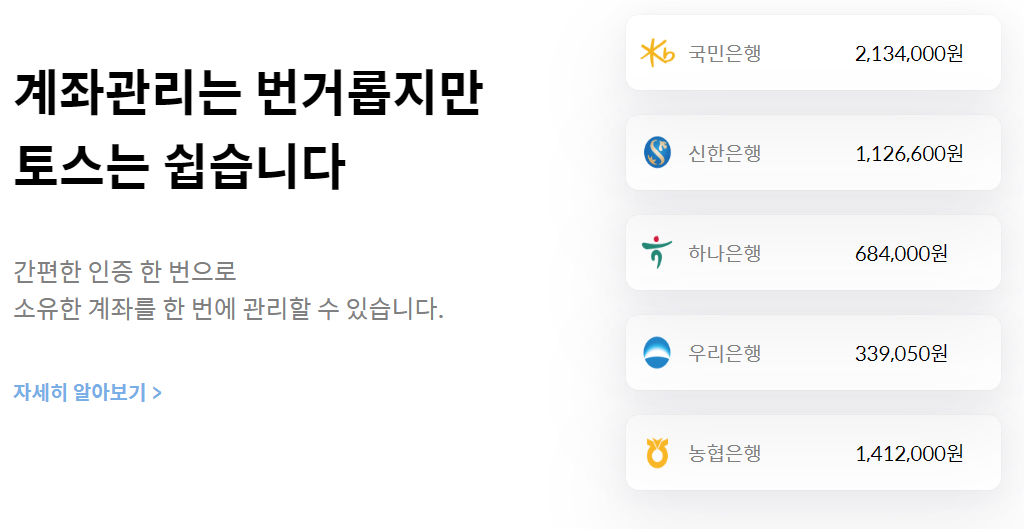 계좌관리는 번거롭지만
토스는 쉽습니다
간편한 인증 한 번으로
소유한 계좌를 한 번에 관리할 수 있습니다.
자세히 알아보기 >
국민은행 2,134,000원
신한은행 1,126,600원
하나은행 684,000원
우리은행 339,050원
농협은행 1,412,000원